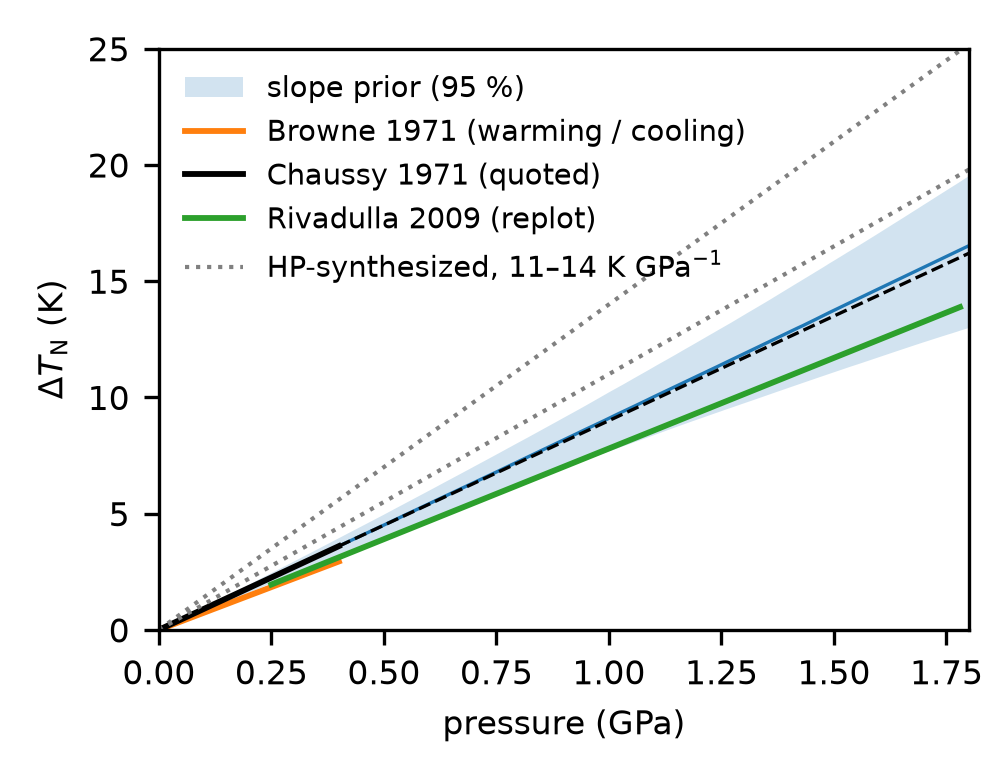 25
20
15
10
5
0
ΔT_N (K)
slope prior (95 %)
Browne 1971 (warming / cooling)
Chaussy 1971 (quoted)
Rivadulla 2009 (replot)
HP-synthesized, 11–14 K GPa⁻¹
0.00 0.25 0.50 0.75 1.00 1.25 1.50 1.75
pressure (GPa)